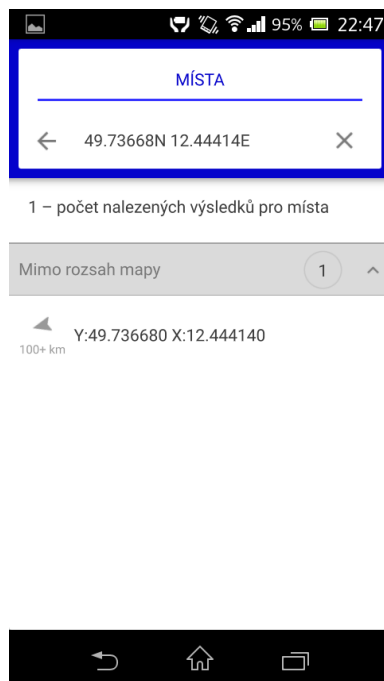 95% 22:47
MÍSTA
49.73668N 12.44414E
1 – počet nalezených výsledků pro místa
Mimo rozsah mapy 1
Y:49.736680 X:12.444140
100+ km